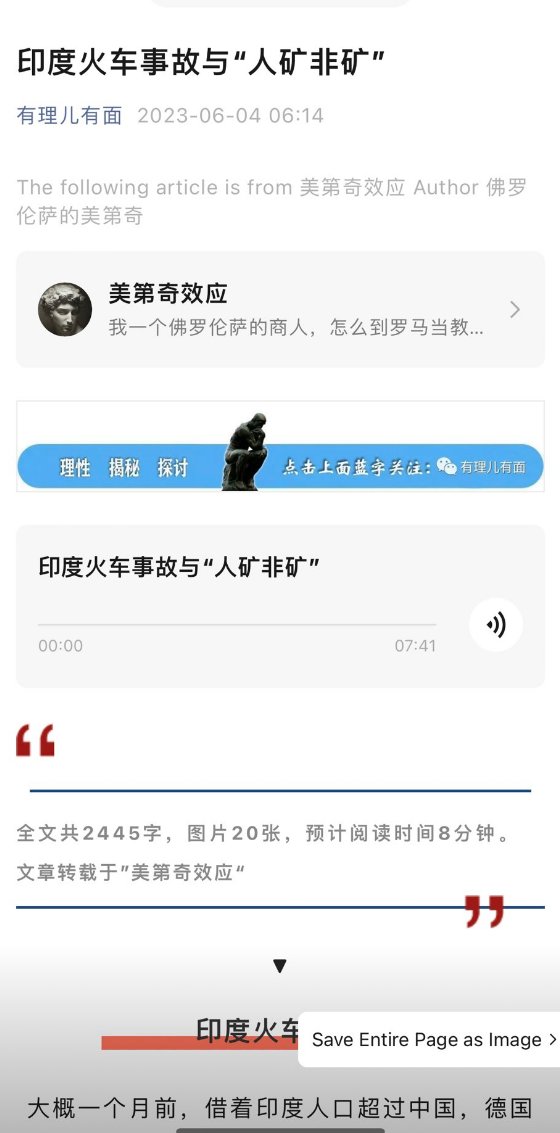 印度火车事故与“人矿非矿”
有理儿有面 2023-06-04 06:14
The following article is from 美第奇效应 Author 佛罗
伦萨的美第奇
美第奇效应
我一个佛罗伦萨的商人，怎么到罗马当教...
理性 揭秘 探讨 点击上面蓝字关注： 有理儿有面
印度火车事故与“人矿非矿”
00:00 07:41
全文共2445字，图片20张，预计阅读时间8分钟。
文章转载于”美第奇效应“
印度火车
Save Entire Page as Image
大概一个月前，借着印度人口超过中国，德国